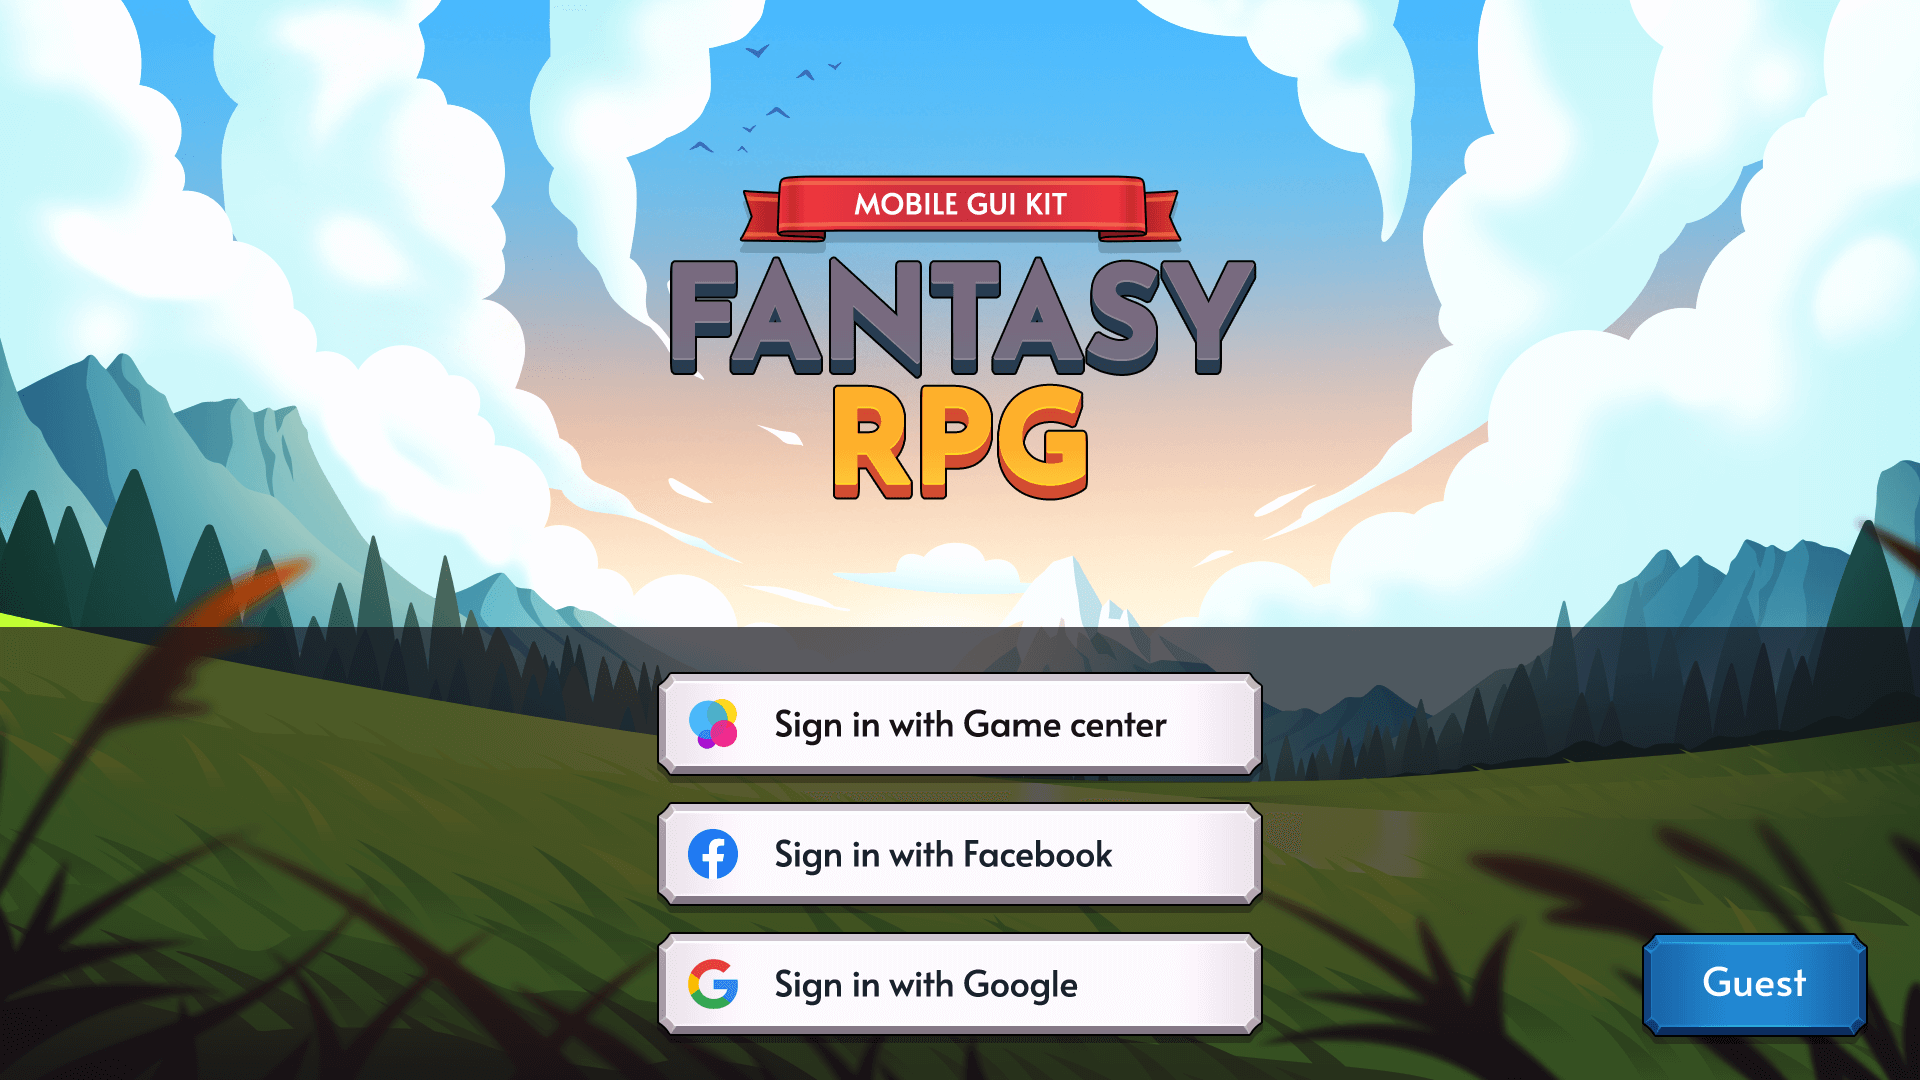 MOBILE GUI KIT
FANTASY
RPG
Sign in with Game center
Sign in with Facebook
Sign in with Google
Guest